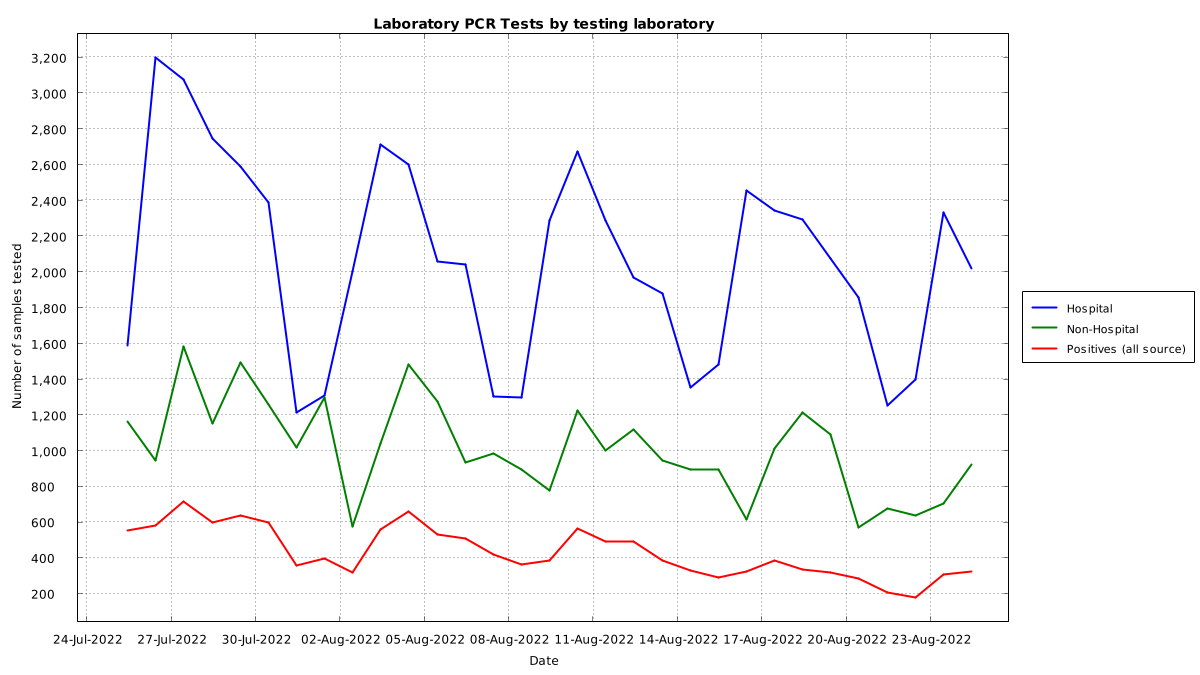 Laboratory PCR Tests by testing laboratory
3,200
3,000
2,800
2,600
2,400
2,200
2,000
1,800
1,600
1,400
1,200
1,000
800
600
400
200
Number of samples tested
24-Jul-2022 27-Jul-2022 30-Jul-2022 02-Aug-2022 05-Aug-2022 08-Aug-2022 11-Aug-2022 14-Aug-2022 17-Aug-2022 20-Aug-2022 23-Aug-2022
Date
Hospital
Non-Hospital
Positives (all source)